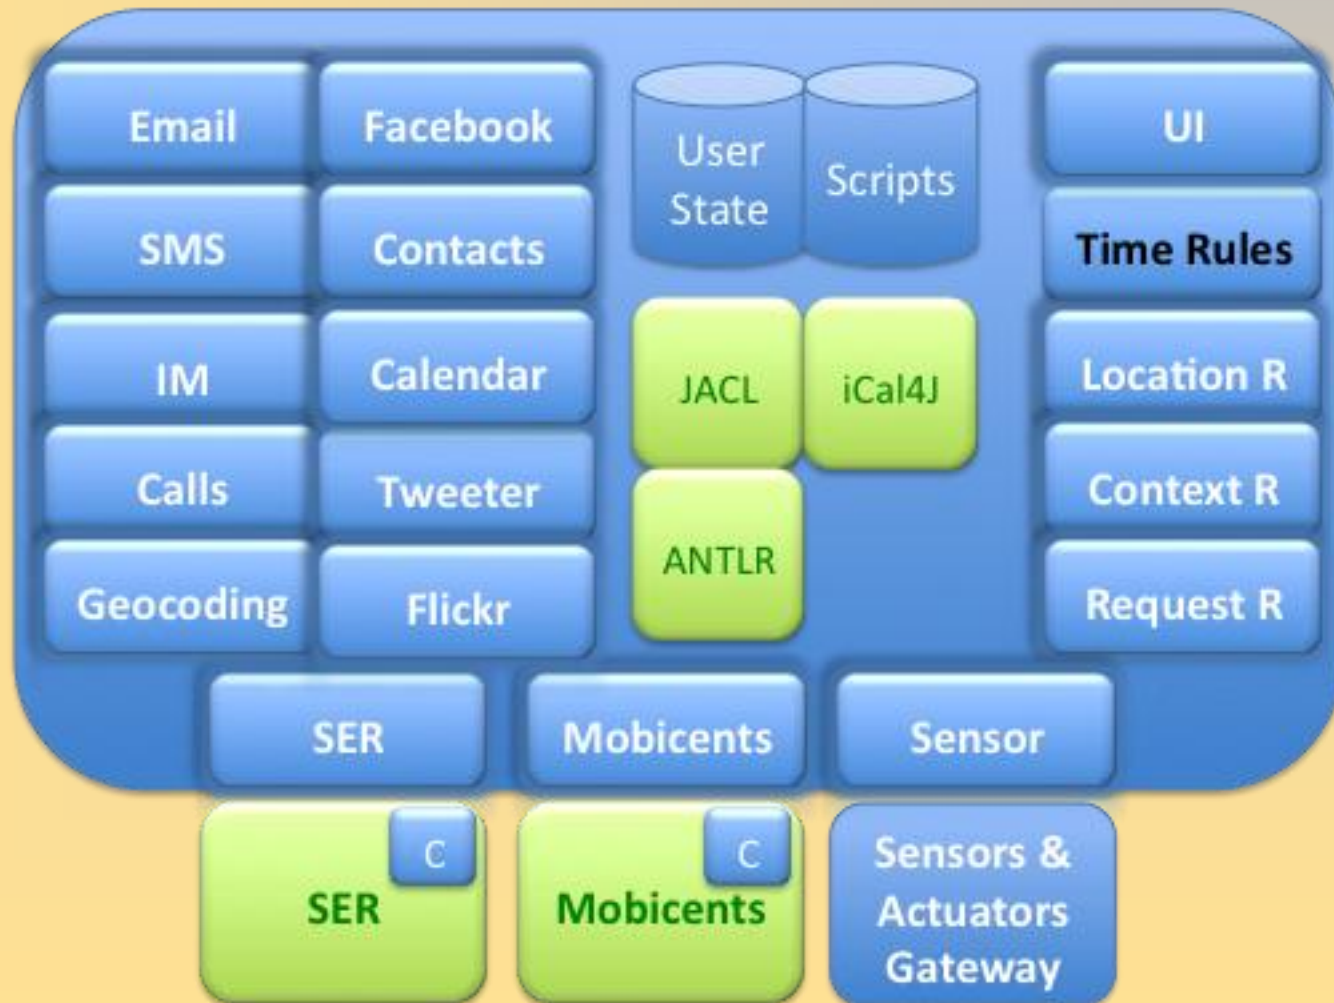 Email
Facebook
User
State
Scripts
UI
SMS
Contacts
Time Rules
IM
Calendar
JACL
iCal4J
Location R
Calls
Tweeter
Context R
ANTLR
Geocoding
Flickr
Request R
SER
Mobicents
Sensor
C
SER
C
Mobicents
Sensors &
Actuators
Gateway